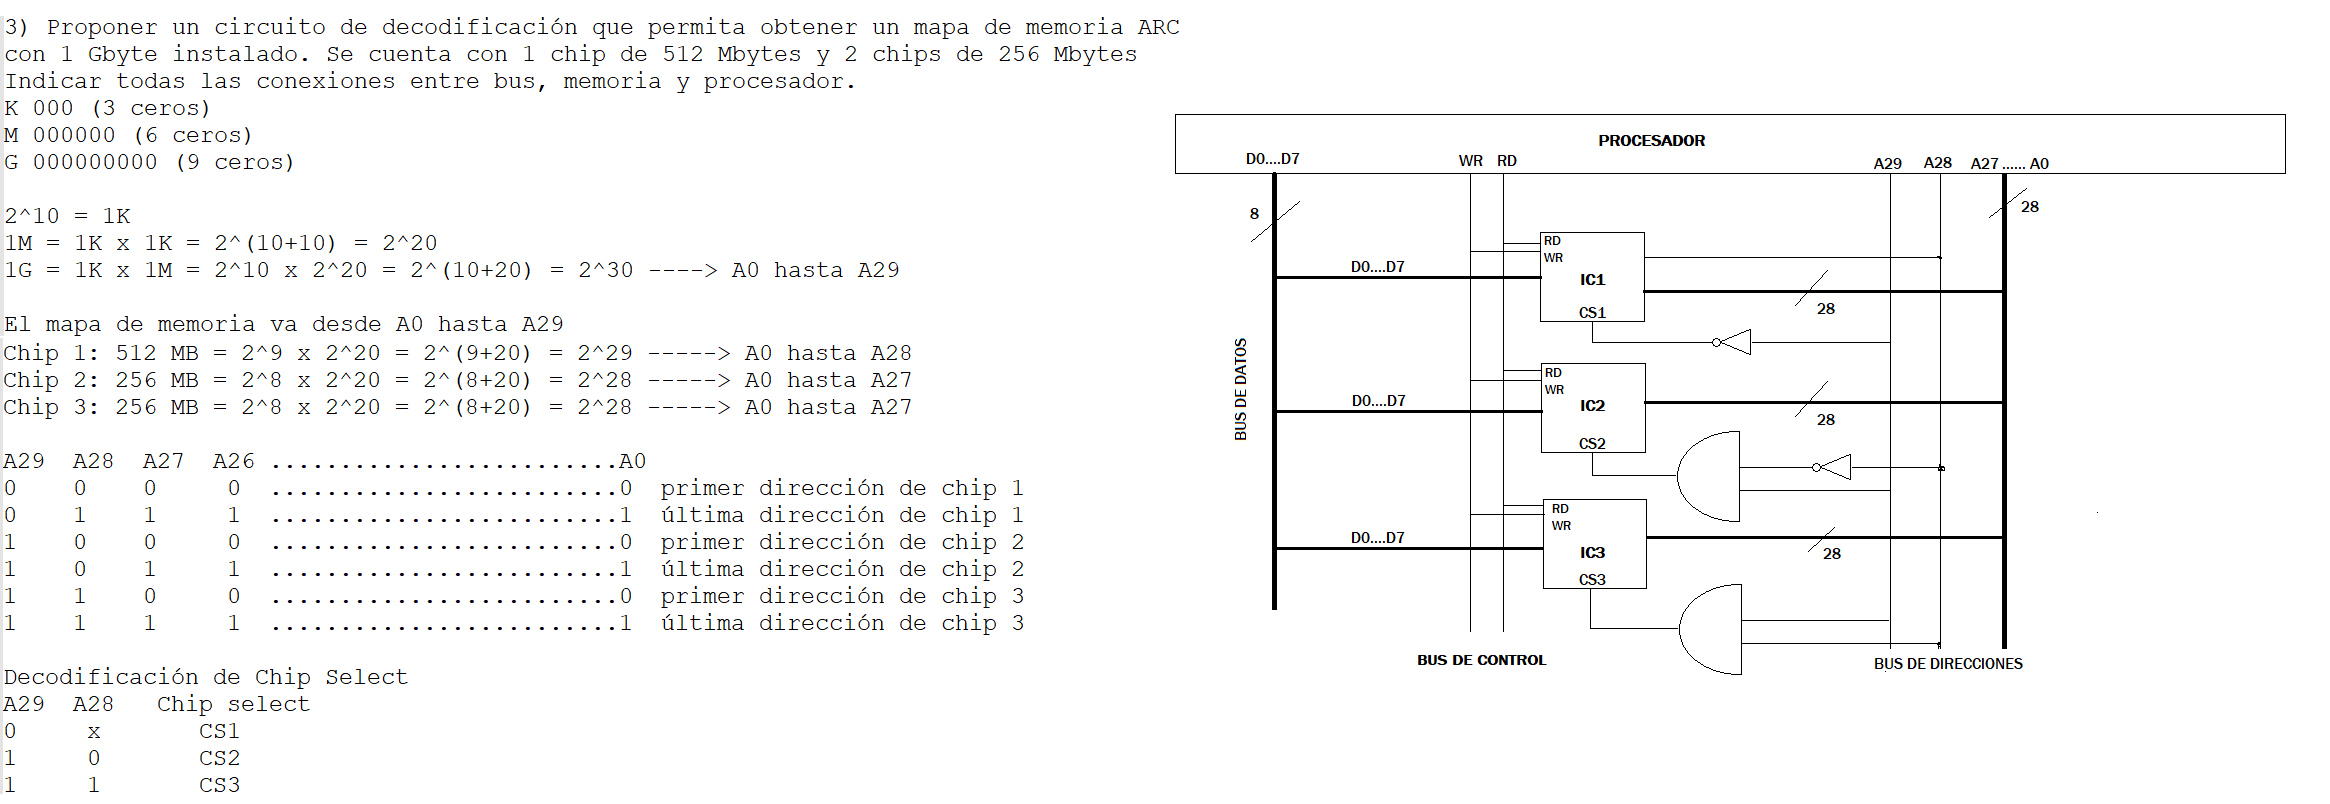 3) Proponer un circuito de decodificación que permita obtener un mapa de memoria ARC
con 1 Gbyte instalado. Se cuenta con 1 chip de 512 Mbytes y 2 chips de 256 Mbytes
Indicar todas las conexiones entre bus, memoria y procesador.
K 000 (3 ceros)
M 000000 (6 ceros)
G 000000000 (9 ceros)
2^10 = 1K
1M = 1K x 1K = 2^(10+10) = 2^20
1G = 1K x 1M = 2^10 x 2^20 = 2^(10+20) = 2^30 ----> A0 hasta A29
El mapa de memoria va desde A0 hasta A29
Chip 1: 512 MB = 2^9 x 2^20 = 2^(9+20) = 2^29 -----> A0 hasta A28
Chip 2: 256 MB = 2^8 x 2^20 = 2^(8+20) = 2^28 -----> A0 hasta A27
Chip 3: 256 MB = 2^8 x 2^20 = 2^(8+20) = 2^28 -----> A0 hasta A27
A29 A28 A27 A26 .........................A0
0 0 0 0 .........................0 primer dirección de chip 1
0 1 1 1 .........................1 última dirección de chip 1
1 0 0 0 .........................0 primer dirección de chip 2
1 0 1 1 .........................1 última dirección de chip 2
1 1 0 0 .........................0 primer dirección de chip 3
1 1 1 1 .........................1 última dirección de chip 3
Decodificación de Chip Select
A29 A28 Chip select
0 x CS1
1 0 CS2
1 1 CS3
PROCESADOR
D0....D7 WR RD A29 A28 A27 ...... A0
8
28
RD
WR
D0....D7
IC1
28
CS1
BUS DE DATOS
RD
WR
D0....D7
IC2
28
CS2
RD
WR
D0....D7
IC3
28
CS3
BUS DE CONTROL
BUS DE DIRECCIONES